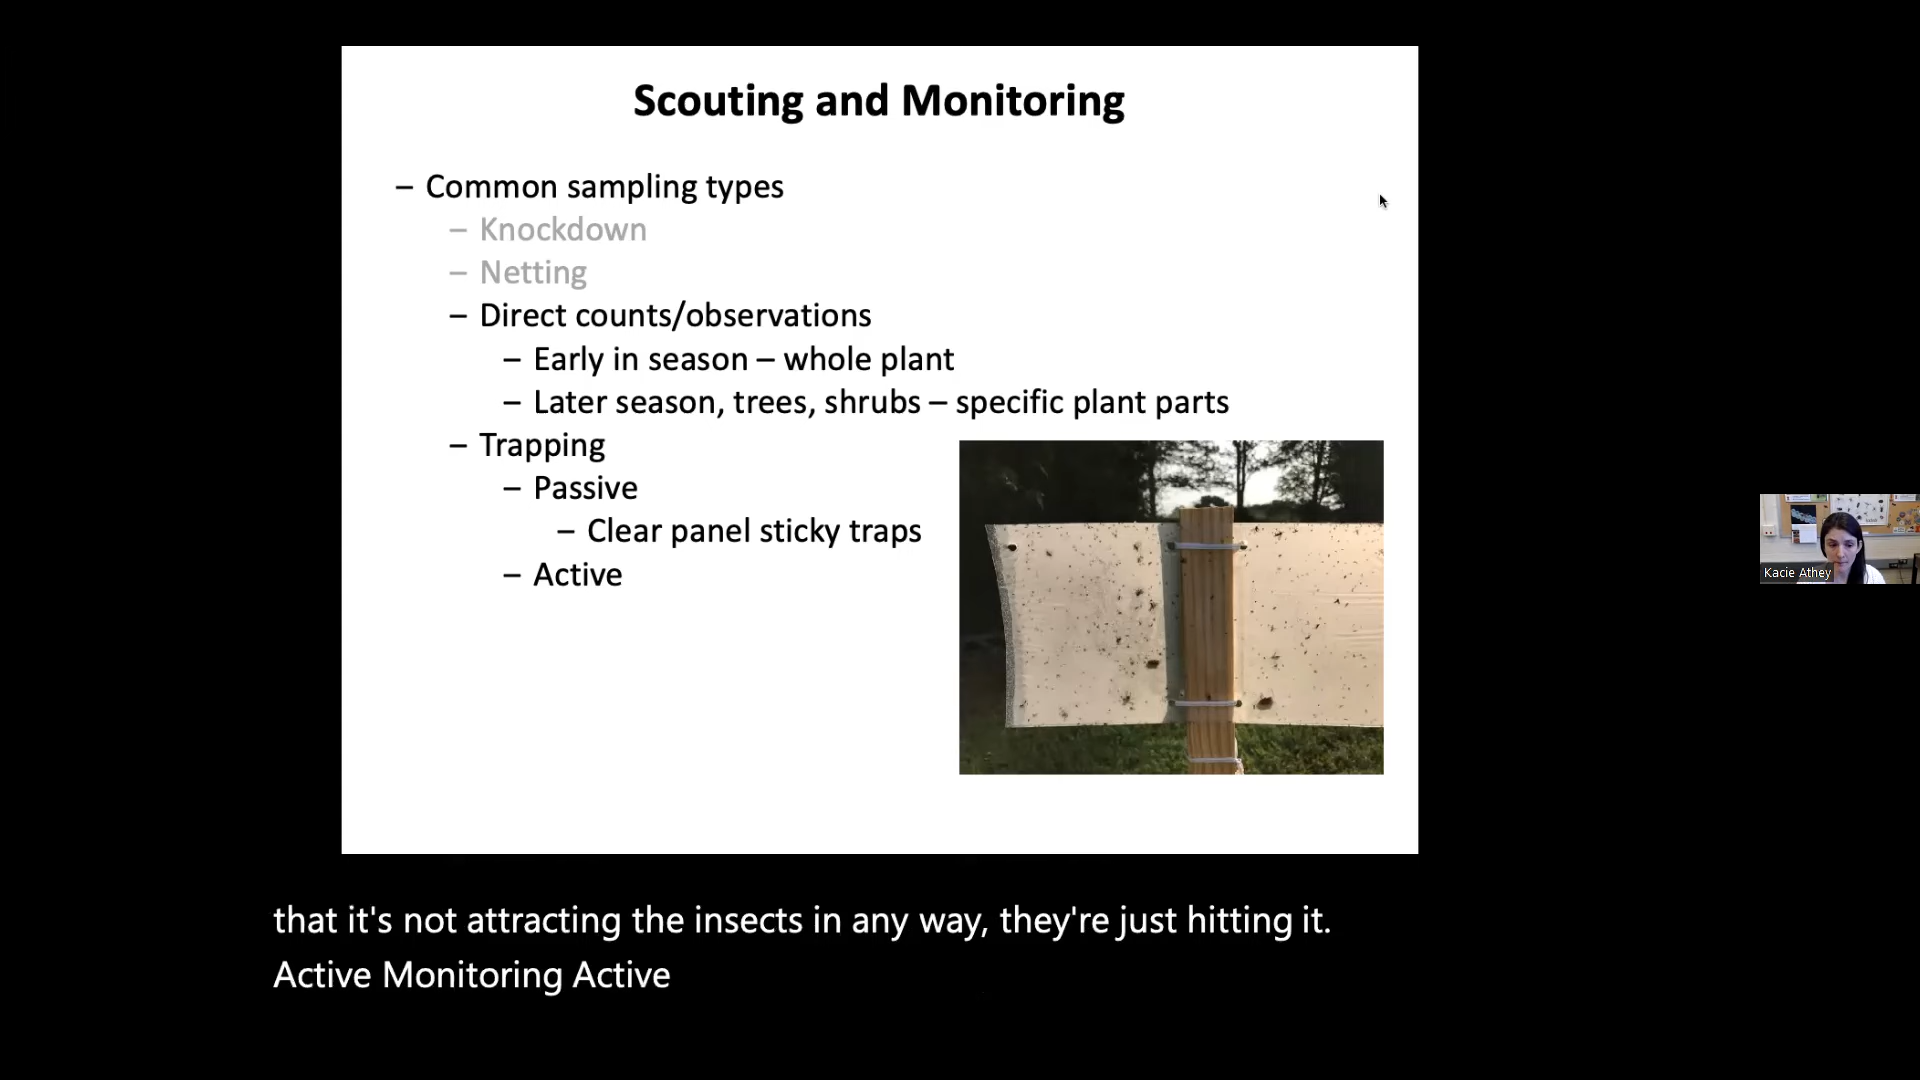 Scouting and Monitoring
– Common sampling types
– Knockdown
– Netting
– Direct counts/observations
– Early in season – whole plant
– Later season, trees, shrubs – specific plant parts
– Trapping
– Passive
– Clear panel sticky traps
– Active
Kacie Athey
that it's not attracting the insects in any way, they're just hitting it.
Active Monitoring Active